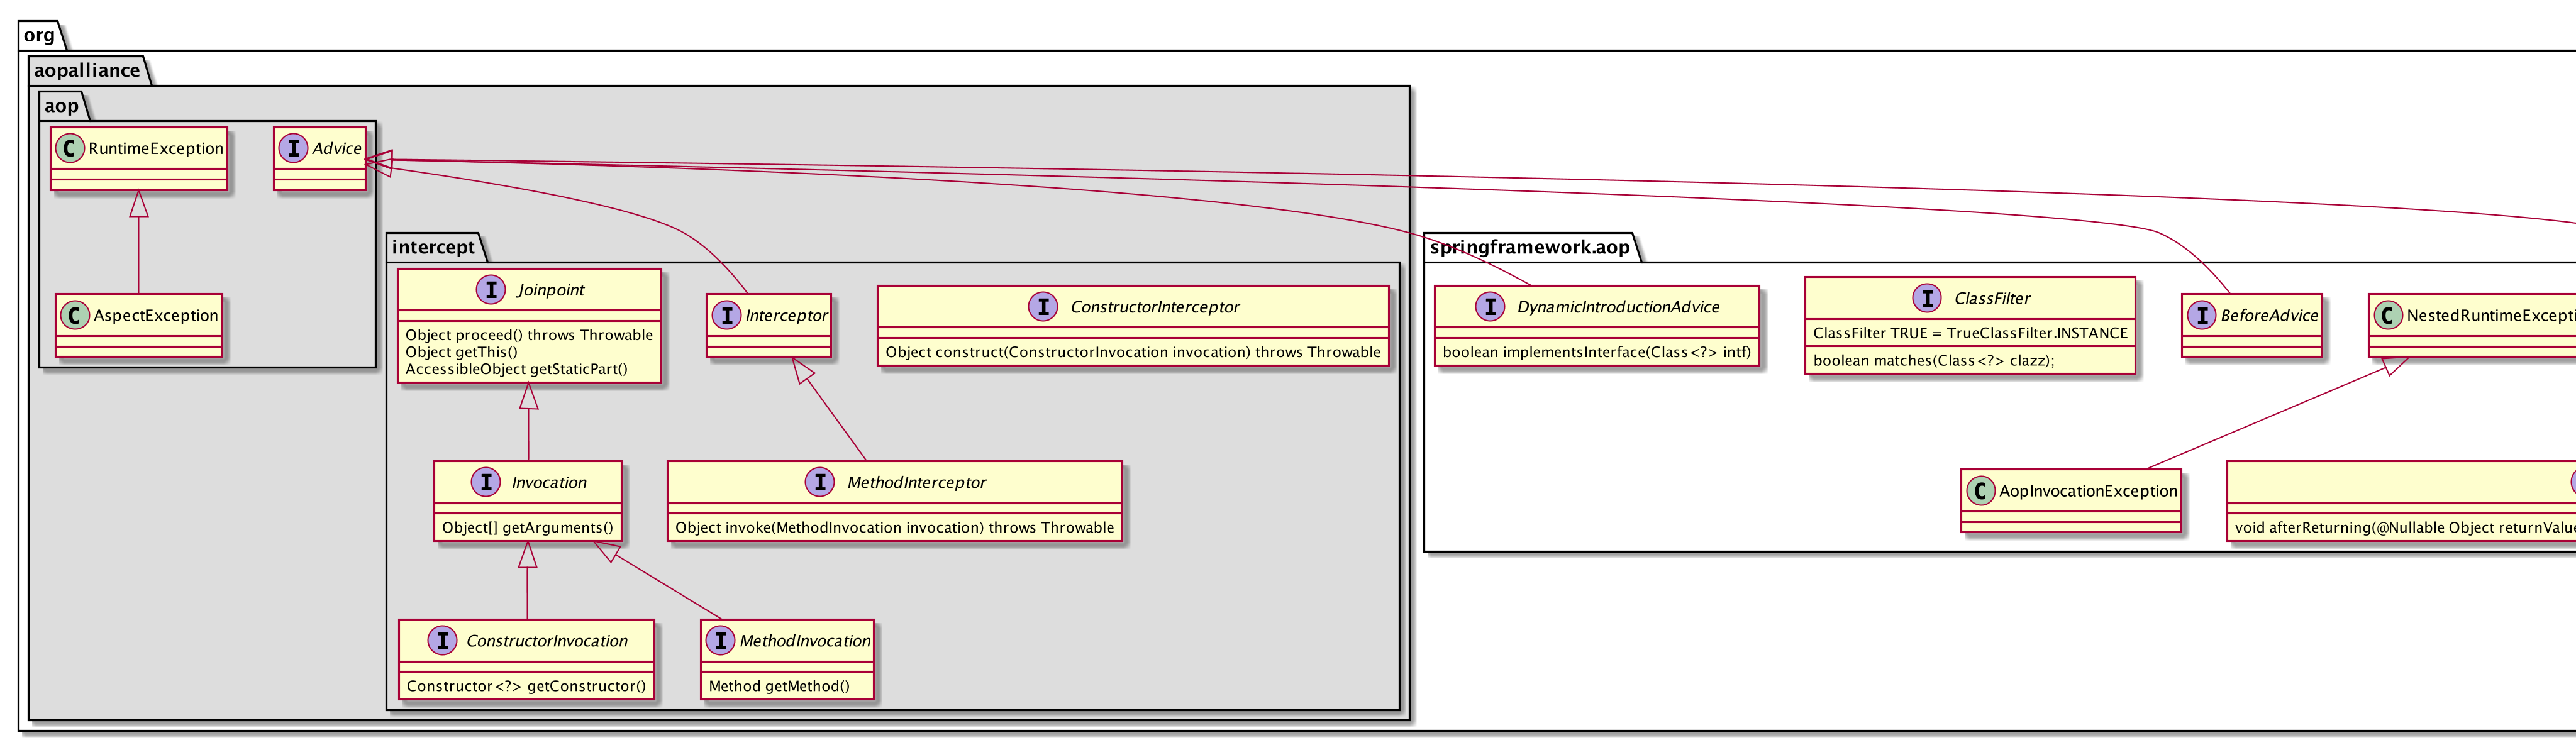 org
aopalliance
aop
C RuntimeException
I Advice
C AspectException
intercept
I Joinpoint
Object proceed() throws Throwable
Object getThis()
AccessibleObject getStaticPart()
I Interceptor
I ConstructorInterceptor
Object construct(ConstructorInvocation invocation) throws Throwable
I Invocation
Object[] getArguments()
I MethodInterceptor
Object invoke(MethodInvocation invocation) throws Throwable
I ConstructorInvocation
Constructor<?> getConstructor()
I MethodInvocation
Method getMethod()
springframework.aop
I DynamicIntroductionAdvice
boolean implementsInterface(Class<?> intf)
I ClassFilter
ClassFilter TRUE = TrueClassFilter.INSTANCE
boolean matches(Class<?> clazz);
I BeforeAdvice
C NestedRuntimeExcepti
C AopInvocationException
void afterReturning(@Nullable Object returnValue